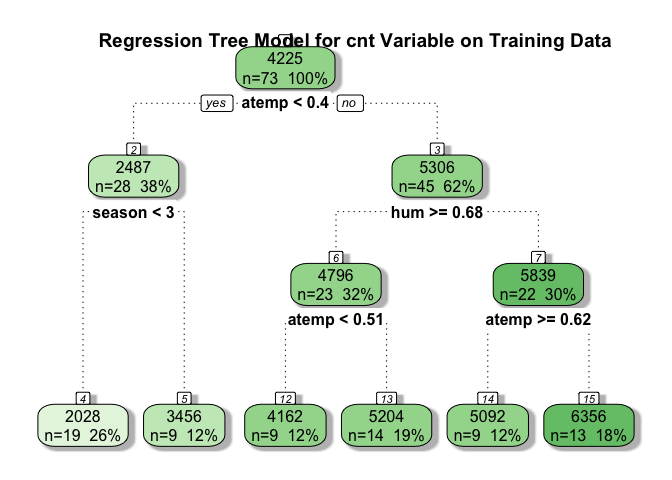 Regression Tree Model for cnt Variable on Training Data
4225
n=73 100%
yes atemp < 0.4 no
2
2487
n=28 38%
3
5306
n=45 62%
season < 3
hum >= 0.68
6
4796
n=23 32%
7
5839
n=22 30%
atemp < 0.51
atemp >= 0.62
4
2028
n=19 26%
5
3456
n=9 12%
12
4162
n=9 12%
13
5204
n=14 19%
14
5092
n=9 12%
15
6356
n=13 18%